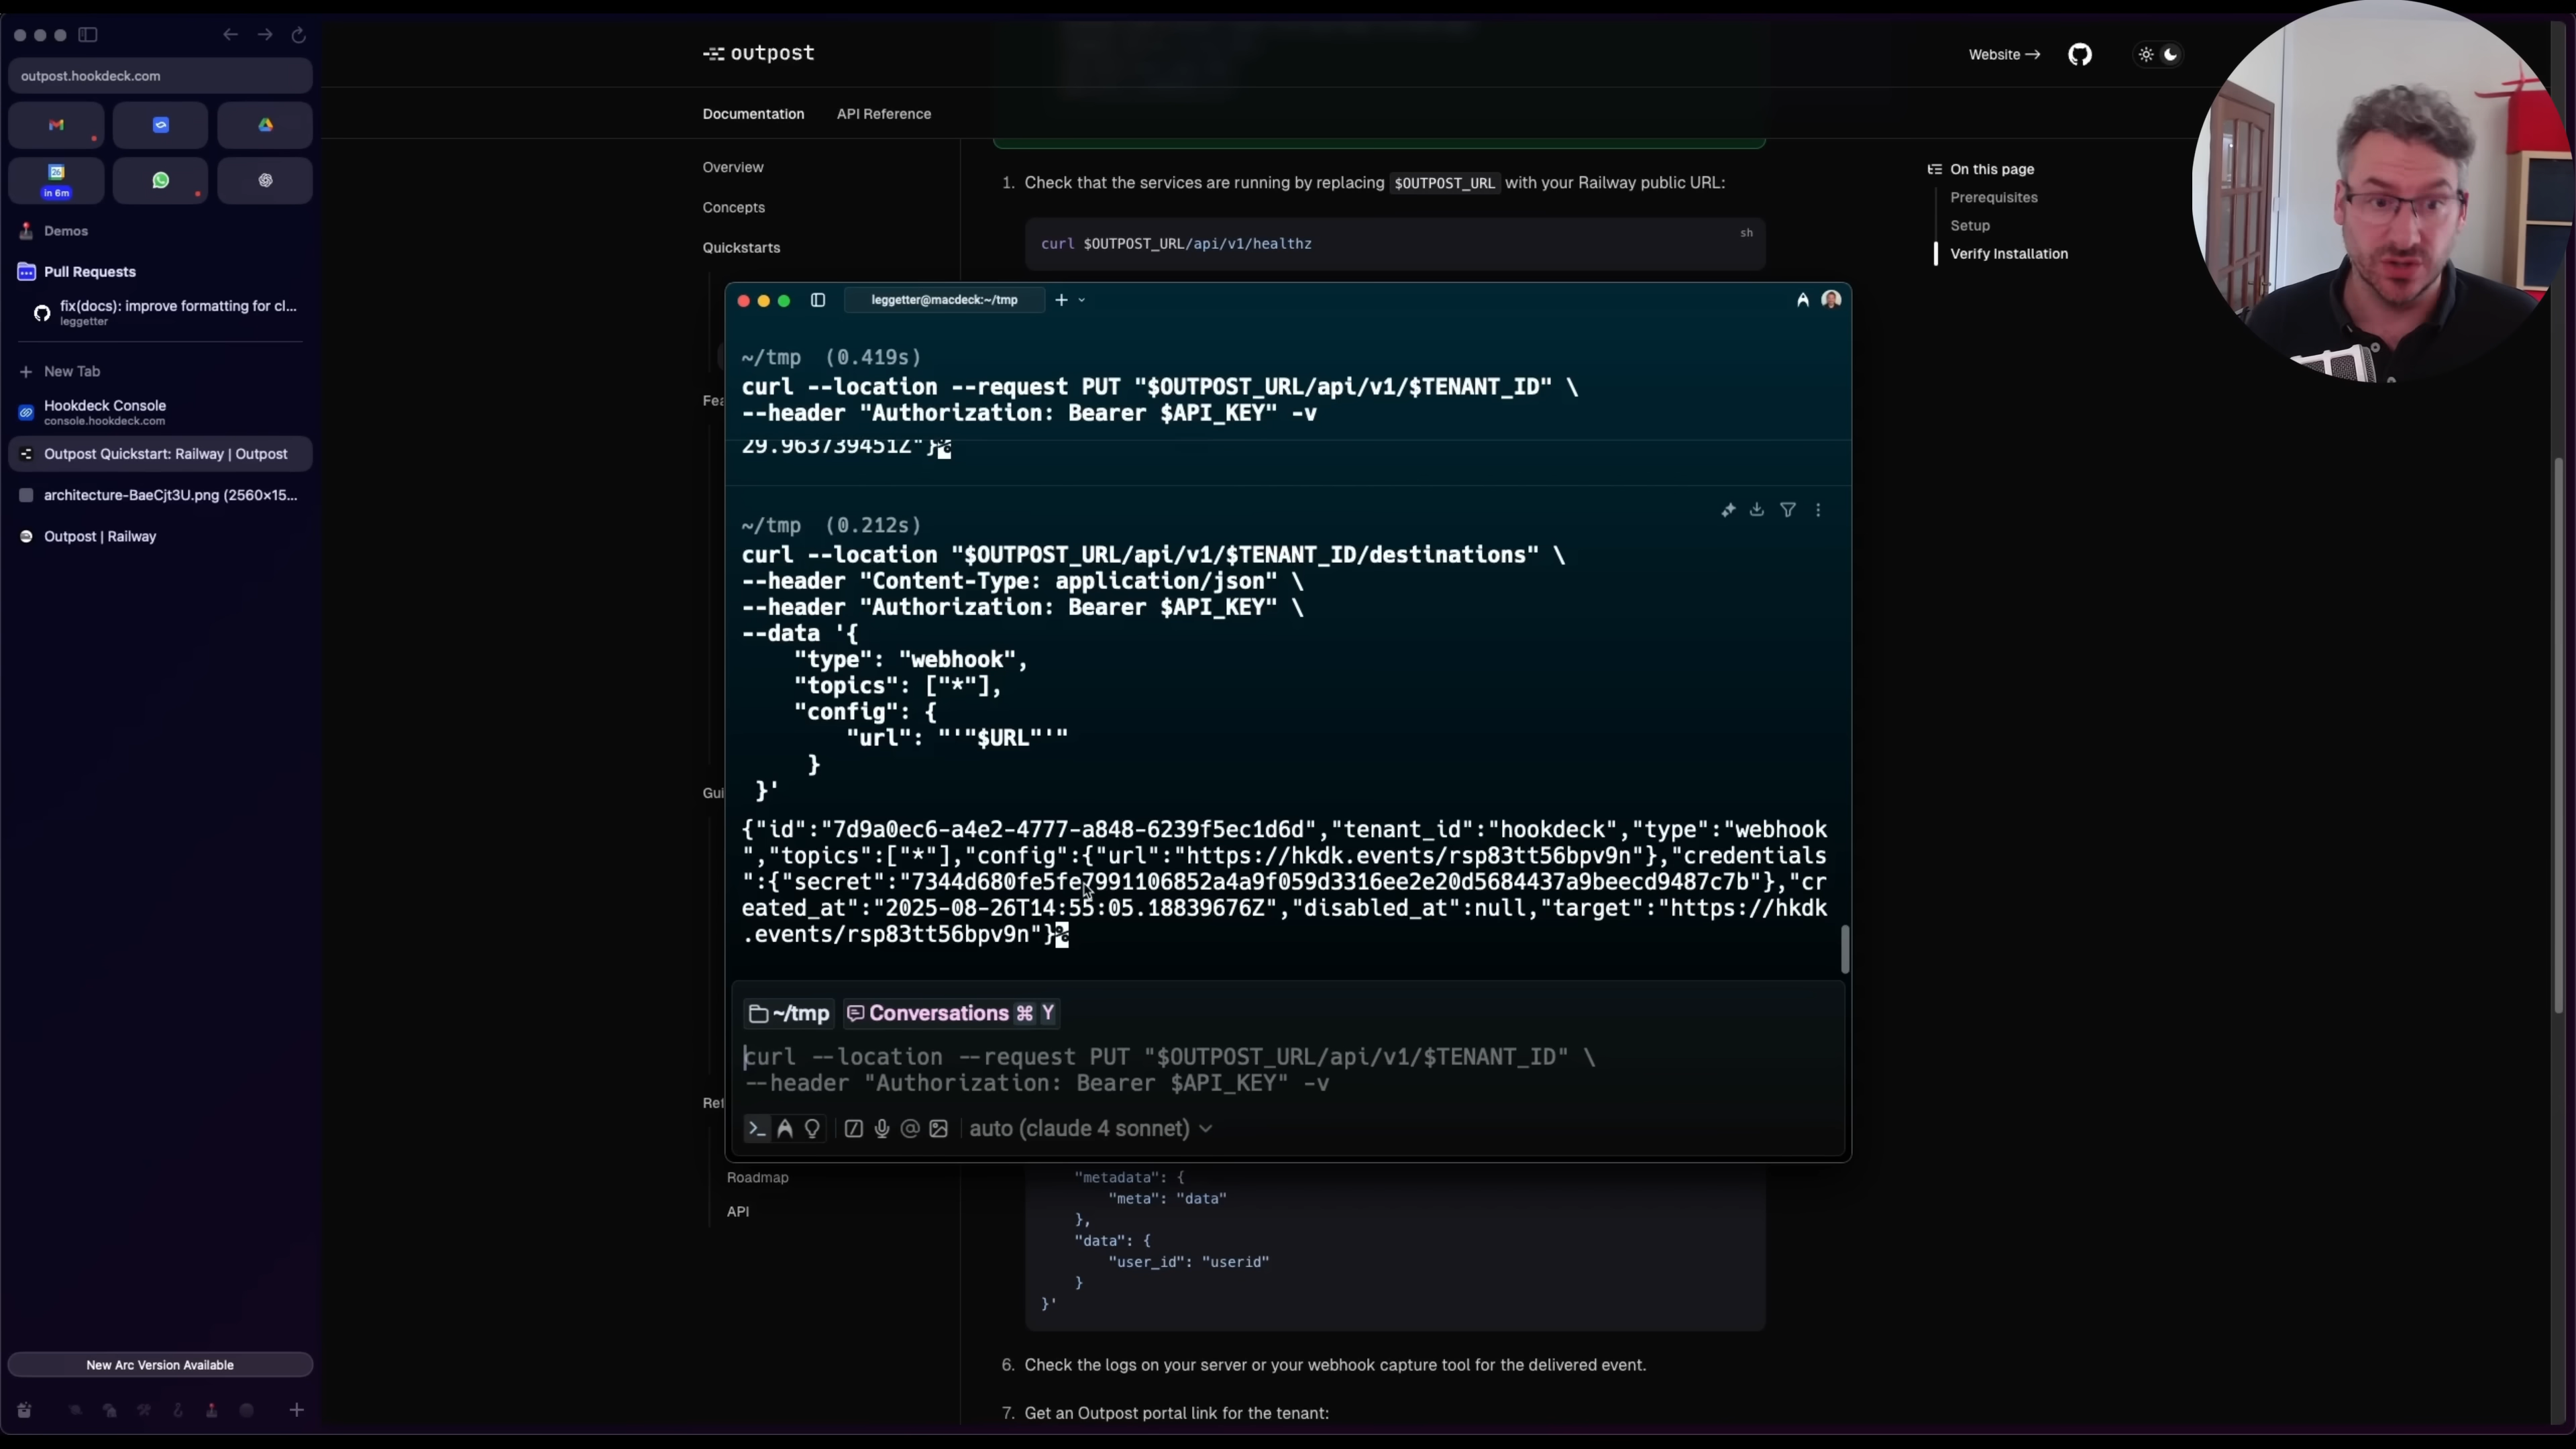 outpost.hookdeck.com
26
in 6m
Demos
Pull Requests
fix(docs): improve formatting for cl...
leggetter
New Tab
Hookdeck Console
console.hookdeck.com
Outpost Quickstart: Railway | Outpost
architecture-BaeCjt3U.png (2560×15...
Outpost | Railway
New Arc Version Available
outpost
Website →
Documentation
API Reference
Overview
Concepts
Quickstarts
Fea
Gui
Ref
Roadmap
API
1. Check that the services are running by replacing $OUTPOST_URL with your Railway public URL:
sh
curl $OUTPOST_URL/api/v1/healthz
On this page
Prerequisites
Setup
Verify Installation
leggetter@macdeck:~/tmp
~/tmp (0.419s)
curl --location --request PUT "$OUTPOST_URL/api/v1/$TENANT_ID" \
--header "Authorization: Bearer $API_KEY" -v
29.963739451Z"}%
~/tmp (0.212s)
curl --location "$OUTPOST_URL/api/v1/$TENANT_ID/destinations" \
--header "Content-Type: application/json" \
--header "Authorization: Bearer $API_KEY" \
--data '{
"type": "webhook",
"topics": ["*"],
"config": {
"url": "'"$URL"'"
}
}'
{"id":"7d9a0ec6-a4e2-4777-a848-6239f5ec1d6d","tenant_id":"hookdeck","type":"webhook
","topics":["*"],"config":{"url":"https://hkdk.events/rsp83tt56bpv9n"},"credentials
":{"secret":"7344d680fe5fe7991106852a4a9f059d3316ee2e20d5684437a9beecd9487c7b"},"cr
eated_at":"2025-08-26T14:55:05.18839676Z","disabled_at":null,"target":"https://hkdk
.events/rsp83tt56bpv9n"}%
~/tmp Conversations ⌘ Y
curl --location --request PUT "$OUTPOST_URL/api/v1/$TENANT_ID" \
--header "Authorization: Bearer $API_KEY" -v
auto (claude 4 sonnet)
"metadata": {
"meta": "data"
},
"data": {
"user_id": "userid"
}
}'
6. Check the logs on your server or your webhook capture tool for the delivered event.
7. Get an Outpost portal link for the tenant: